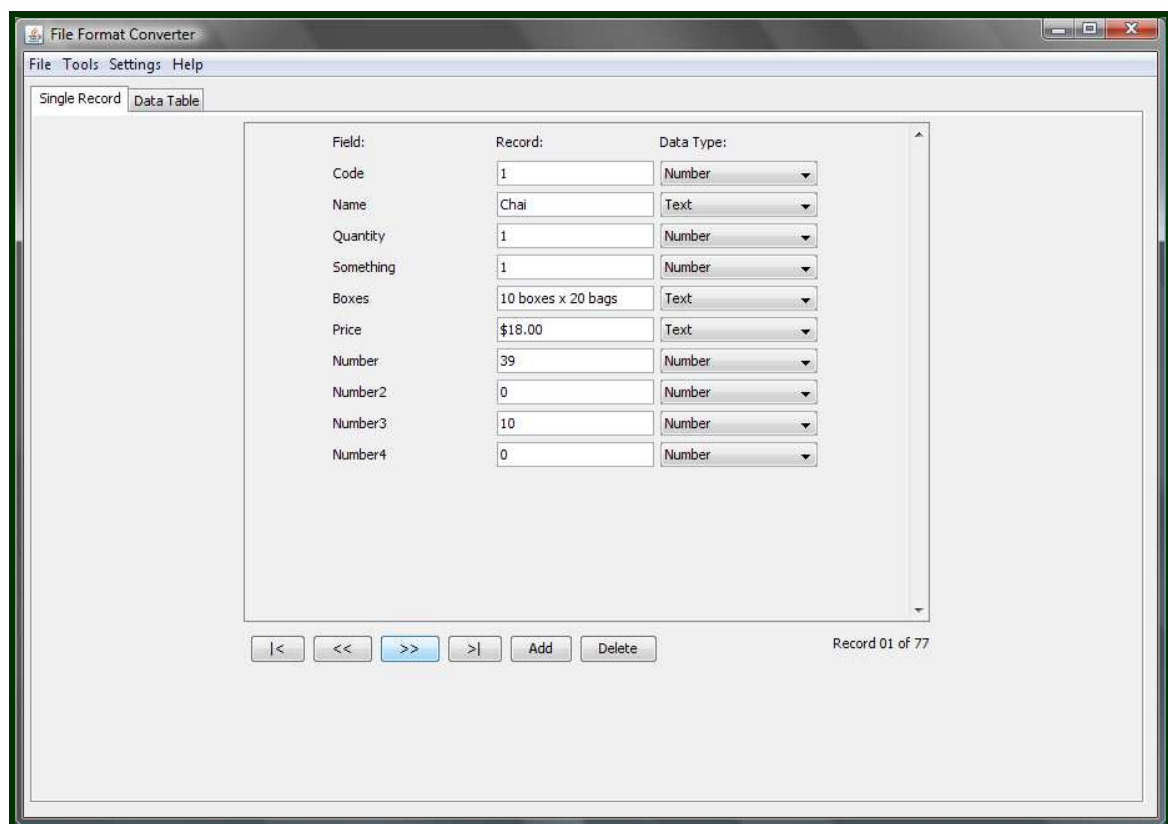 File Format Converter
File Tools Settings Help
Single Record Data Table
Field: Record: Data Type:
Code 1 Number
Name Chai Text
Quantity 1 Number
Something 1 Number
Boxes 10 boxes x 20 bags Text
Price $18.00 Text
Number 39 Number
Number2 0 Number
Number3 10 Number
Number4 0 Number
|< << >> >| Add Delete Record 01 of 77